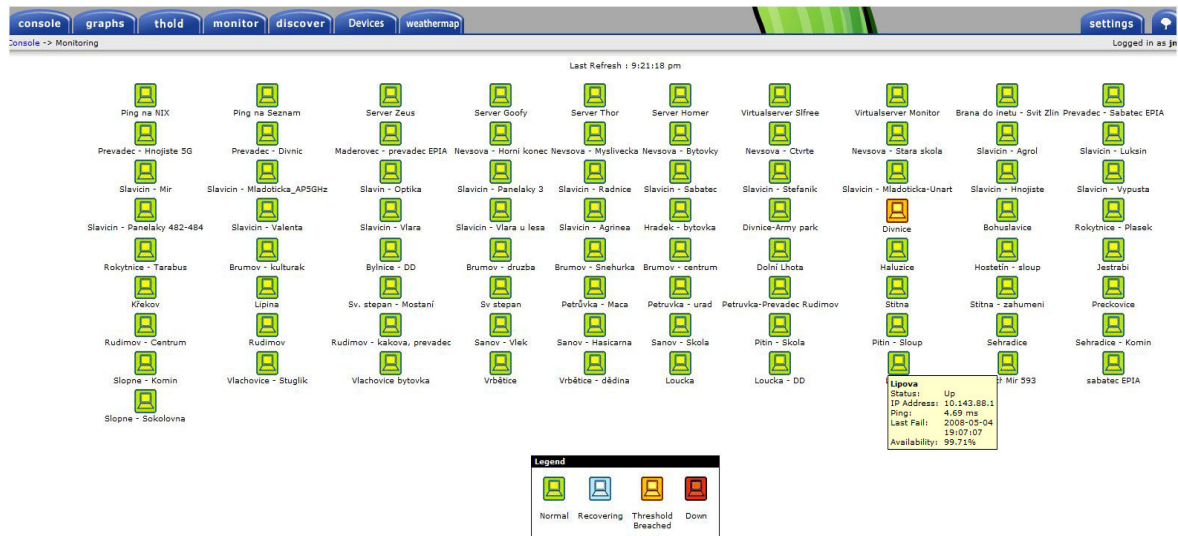 console graphs thold monitor discover Devices weathermap settings
Console -> Monitoring Logged in as
Last Refresh : 9:21:18 pm
Ping na NIX Ping na Seznam Server Zeus Server Goofy Server Thor Server Homer Virtualserver Slfree Virtualserver Monitor Brana do inetu - Svit Zlin Prevadec - Sabatec EPIA
Prevadec - Hnojiste 5G Prevadec - Divnic Maderovec - prevadec EPIA Nevsova - Horni konec Nevsova - Myslivecka Nevsova - Bytovky Nevsova - Ctvrte Nevsova - Stara skola Slavicin - Agrol Slavicin - Luksin
Slavicin - Mir Slavicin - Mladoticka_AP5GHz Slavin - Optika Slavicin - Panelaky 3 Slavicin - Radnice Slavicin - Sabatec Slavicin - Stefanik Slavicin - Mladoticka-Unart Slavicin - Hnojiste Slavicin - Vypusta
Slavicin - Panelaky 482-484 Slavicin - Valenta Slavicin - Vlara Slavicin - Vlara u lesa Slavicin - Agrinea Hradek - bytovka Divnice-Army park Divnice Bohuslavice Rokytnice - Plasek
Rokytnice - Tarabus Brumov - kulturak Bylnice - DD Brumov - druzba Brumov - Snehurka Brumov - centrum Dolní Lhota Haluzice Hostetín - sloup Jestrabi
Křekov Lipina Sv. stepan - Mostaní Sv stepan Petrůvka - Maca Petruvka - urad Petruvka-Prevadec Rudimov Stitna Stitna - zahumeni Preckovice
Rudimov - Centrum Rudimov Rudimov - kakova, prevadec Sanov - Vlek Sanov - Hasicarna Sanov - Skola Pitin - Skola Pitin - Sloup Sehradice Sehradice - Komin
Slopne - Komin Vlachovice - Stuglik Vlachovice bytovka Vrbětice Vrbětice - dědina Loucka Loucka - DD Mir 593 sabatec EPIA
Slopne - Sokolovna
Lipova
Status: Up
IP Address: 10.143.88.1
Ping: 4.69 ms
Last Fail: 2008-05-04
19:07:07
Availability: 99.71%
Legend
Normal Recovering Threshold Down
Breached